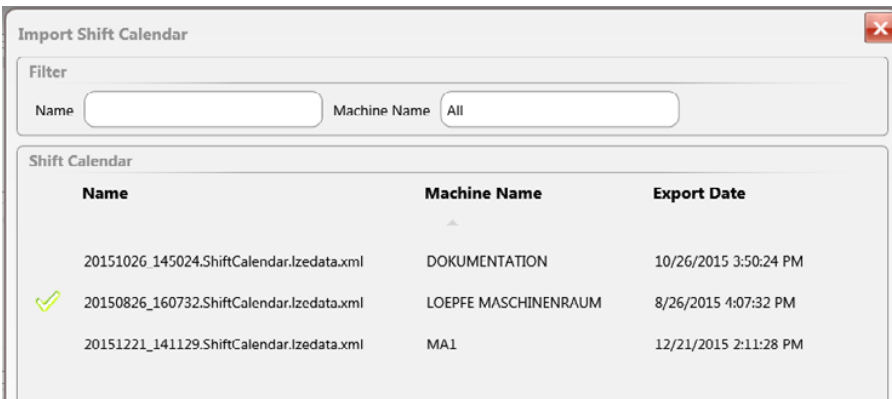 Import Shift Calendar
Filter
Name Machine Name All
Shift Calendar
Name Machine Name Export Date
20151026_145024.ShiftCalendar.lzedata.xml DOKUMENTATION 10/26/2015 3:50:24 PM
20150826_160732.ShiftCalendar.lzedata.xml LOEPFE MASCHINENRAUM 8/26/2015 4:07:32 PM
20151221_141129.ShiftCalendar.lzedata.xml MA1 12/21/2015 2:11:28 PM